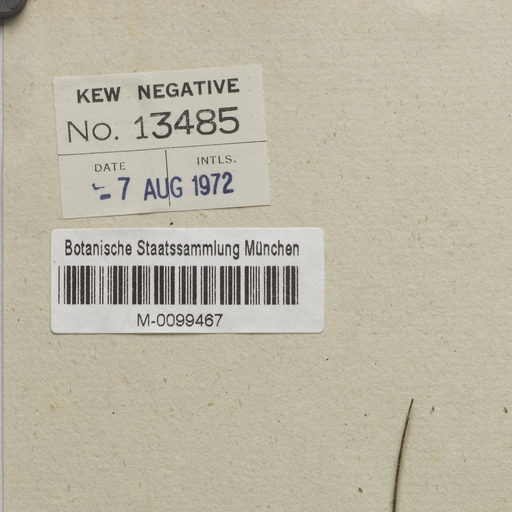 KEW NEGATIVE
No. 13485
DATE INTLS.
- 7 AUG 1972
Botanische Staatssammlung München
M-0099467